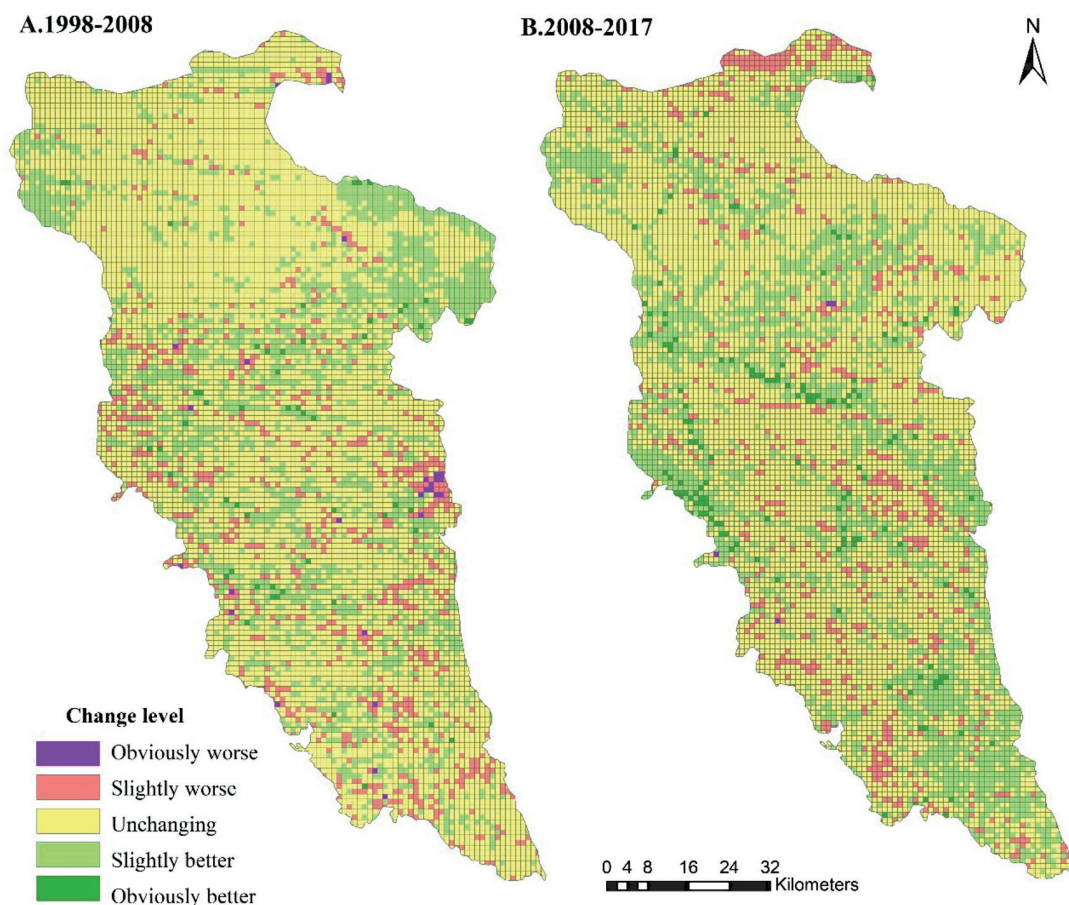 A.1998-2008
B.2008-2017
N
Change level
Obviously worse
Slightly worse
Unchanging
Slightly better
Obviously better
0 4 8 16 24 32
Kilometers